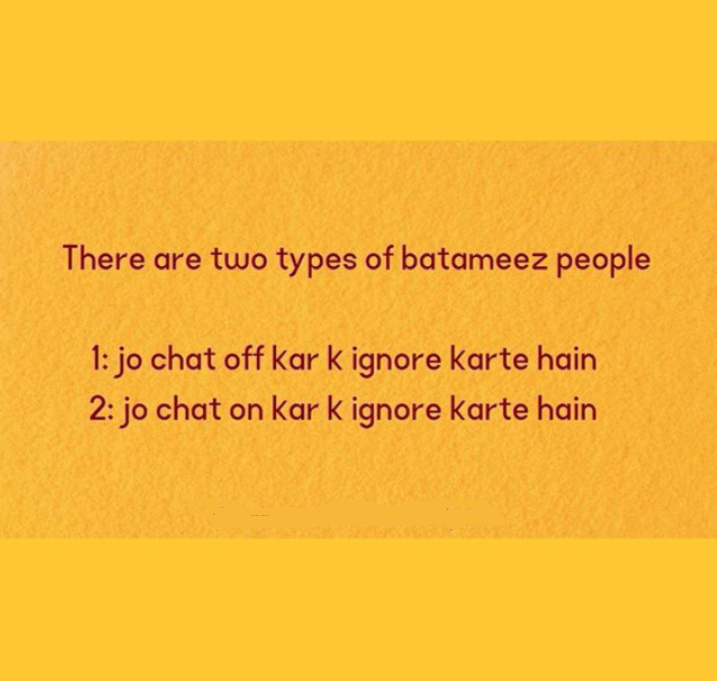 There are two types of batameez people
1: jo chat off kar k ignore karte hain
2: jo chat on kar k ignore karte hain